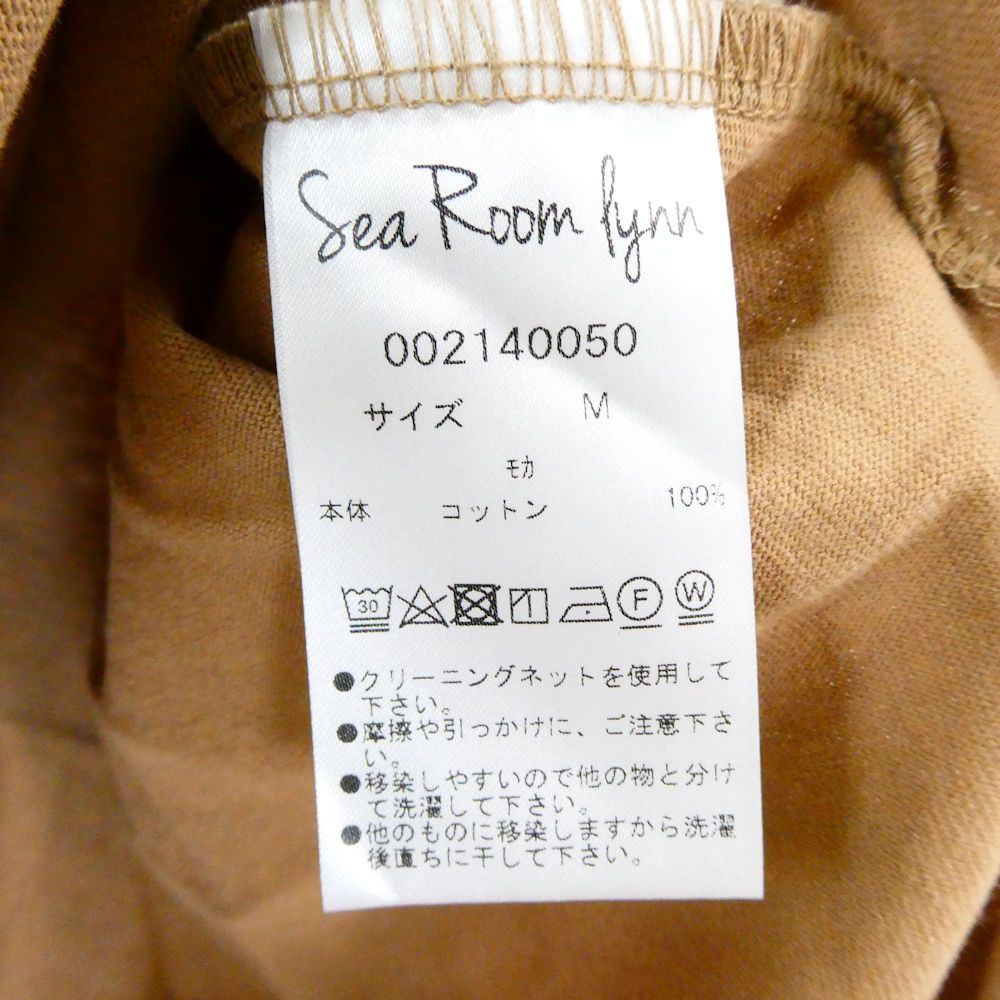 Sea Room lynn
002140050
サイズ M
モカ
本体 コットン 100%
30 F W
●クリーニングネットを使用して
下さい。
●摩擦や引っかけに、ご注意下さ
い。
●移染しやすいので他の物と分け
て洗濯して下さい。
●他のものに移染しますから洗濯
後直ちに干して下さい。